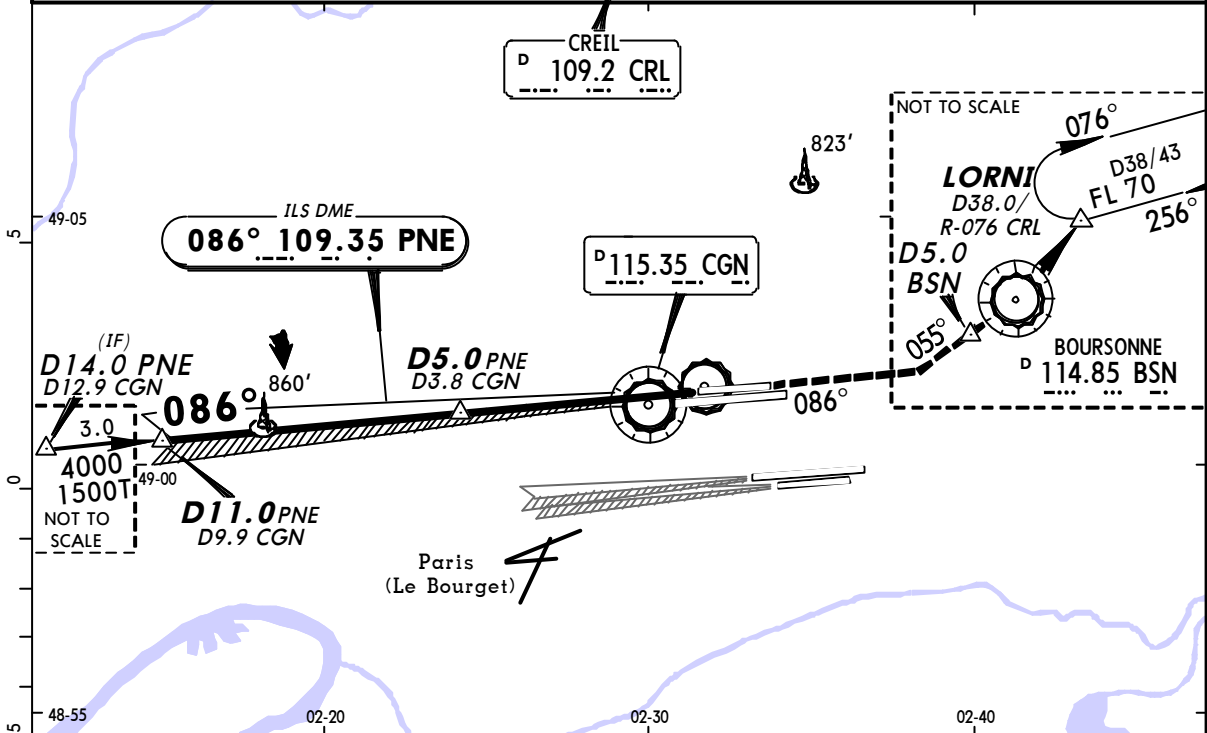 CREIL
D 109.2 CRL
NOT TO SCALE
076°
823'
D38/43
FL 70
256°
LORNI
D38.0/
R-076 CRL
49-05
5
ILS DME
086° 109.35 PNE
D 115.35 CGN
D5.0
BSN
055°
BOURSONNE
D 114.85 BSN
(IF)
D14.0 PNE
D12.9 CGN
860'
D5.0 PNE
D3.8 CGN
086°
086°
3.0
4000
1500T
49-00
0
NOT TO
SCALE
D11.0 PNE
D9.9 CGN
Paris
(Le Bourget)
5
48-55
02-20
02-30
02-40